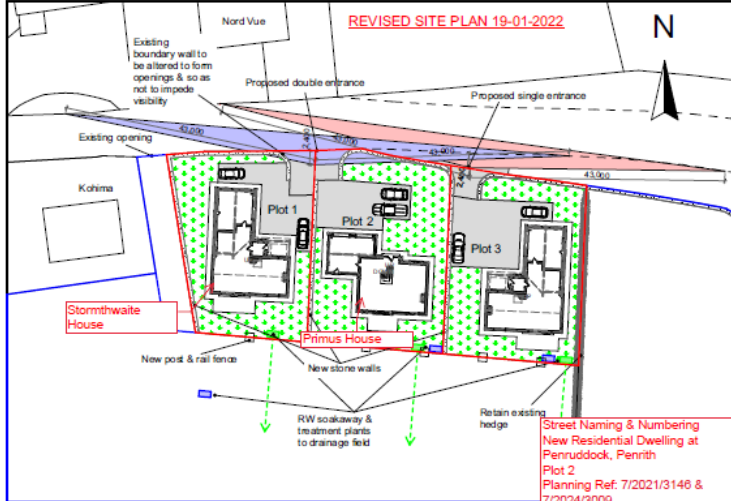 Nord Vue
REVISED SITE PLAN 19-01-2022
N
Existing
boundary wall to
be altered to form
openings & so as
not to impede
visibility
Proposed double entrance
Proposed single entrance
Existing opening
43,000
2,400
43,000
2,400
43,000
Kohima
Plot 1
Plot 2
Plot 3
Stormthwaite
House
Primus House
New post & rail fence
New stone walls
RW soakaway &
treatment plants
to drainage field
Retain existing
hedge
Street Naming & Numbering
New Residential Dwelling at
Penruddock, Penrith
Plot 2
Planning Ref: 7/2021/3146 &
7/2024/3009